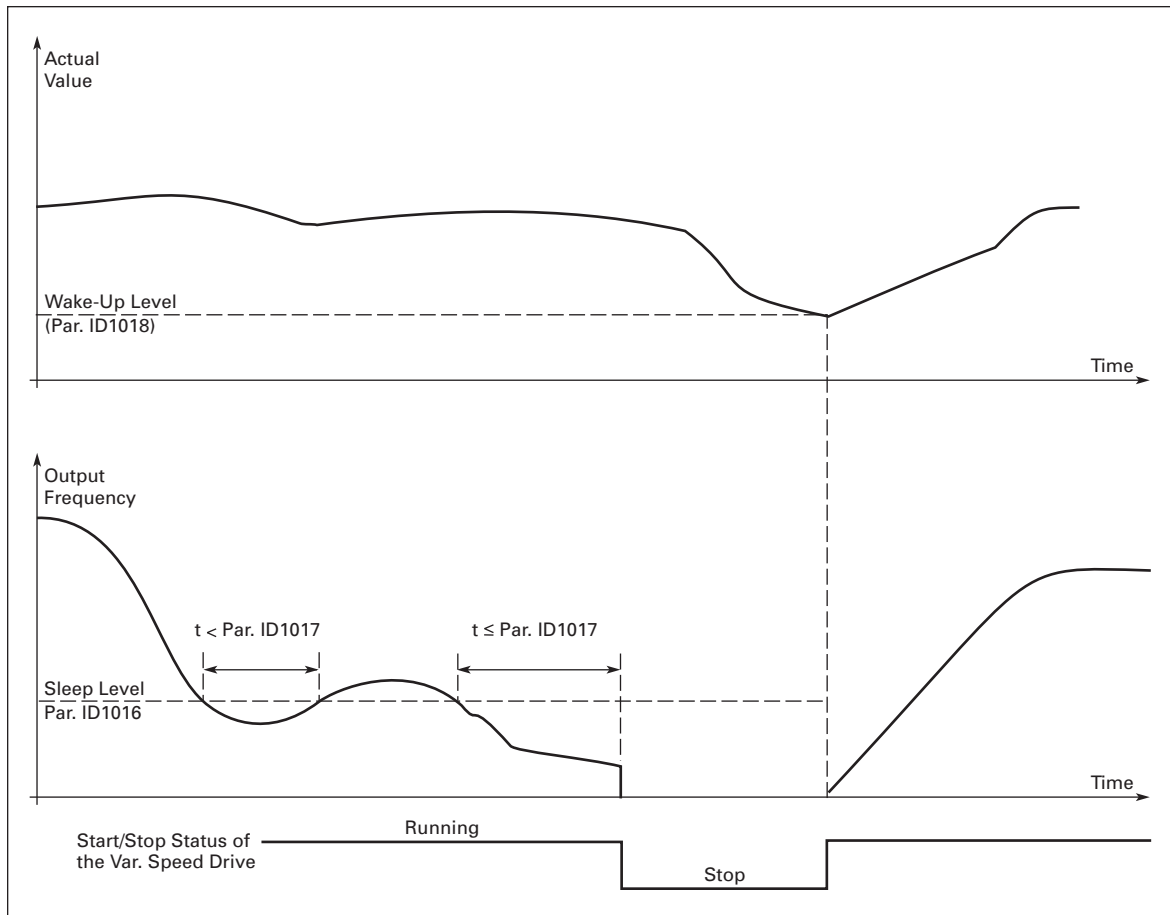 Actual
Value
Wake-Up Level
(Par. ID1018)
Time
Output
Frequency
t < Par. ID1017
t ≤ Par. ID1017
Sleep Level
Par. ID1016
Time
Running
Start/Stop Status of
the Var. Speed Drive
Stop